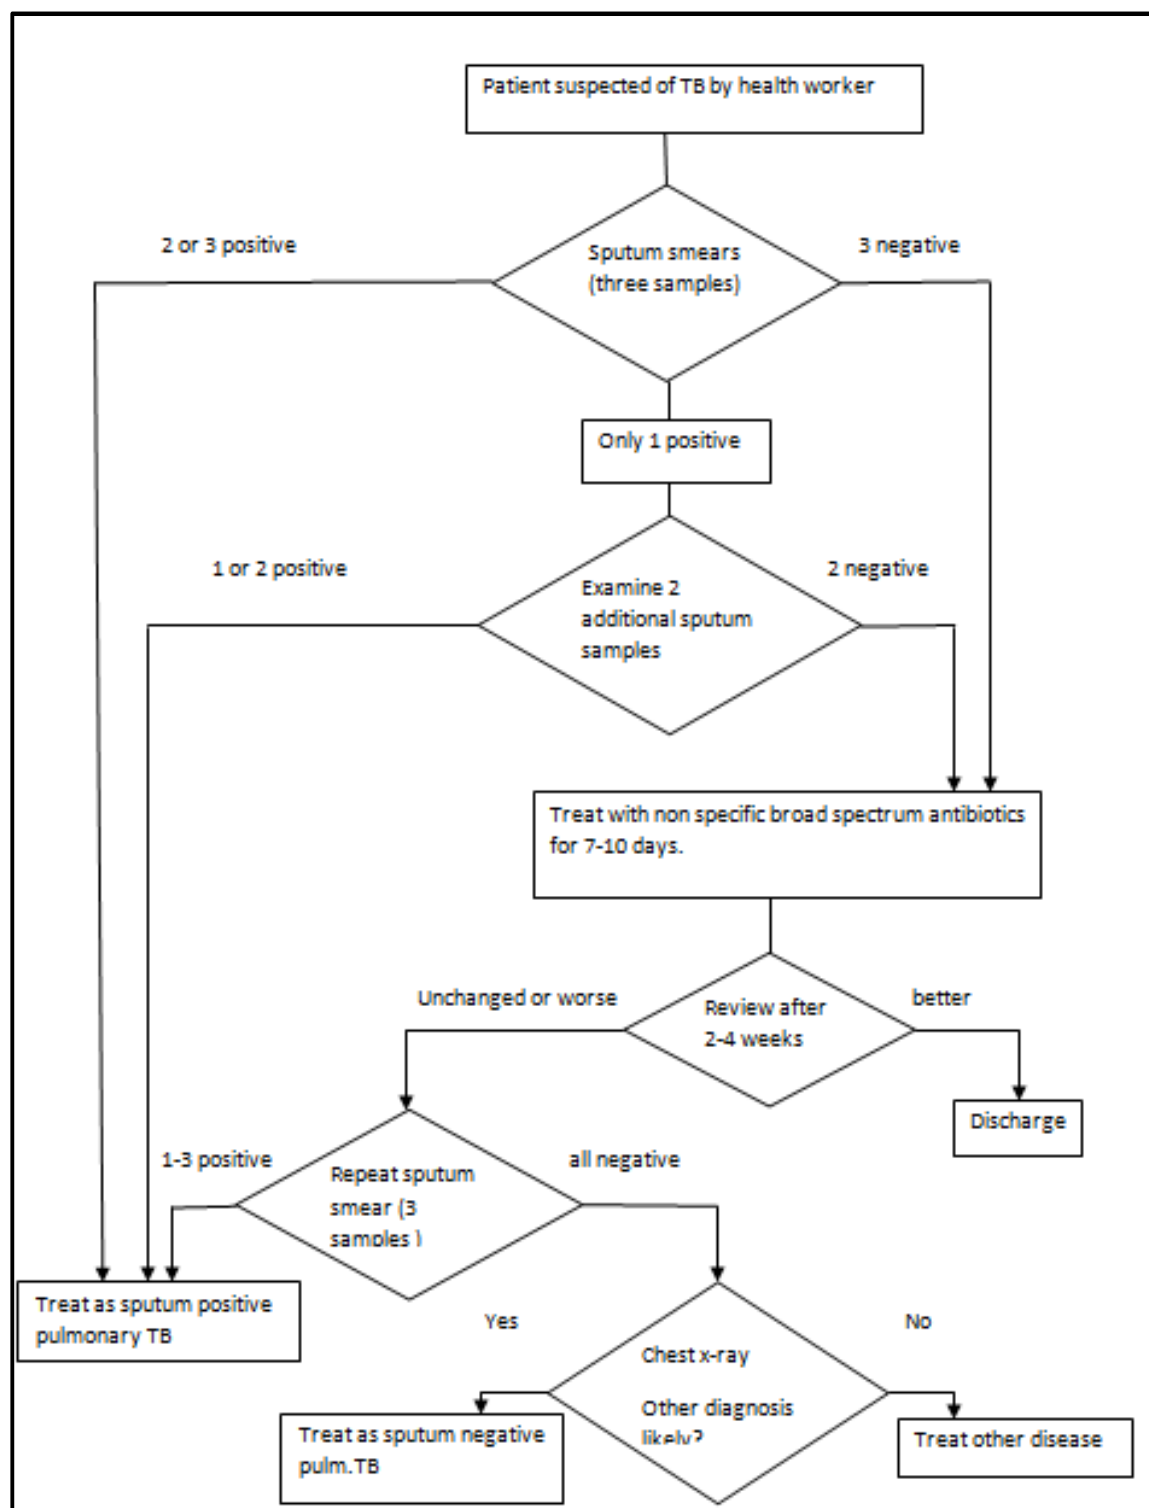 Patient suspected of TB by health worker
2 or 3 positive
Sputum smears
(three samples)
3 negative
Only 1 positive
1 or 2 positive
Examine 2
additional sputum
samples
2 negative
Treat with non specific broad spectrum antibiotics
for 7-10 days.
Unchanged or worse
Review after
2-4 weeks
better
Discharge
1-3 positive
Repeat sputum
smear (3
samples )
all negative
Treat as sputum positive
pulmonary TB
Yes
No
Chest x-ray
Other diagnosis
likely?
Treat as sputum negative
pulm.TB
Treat other disease